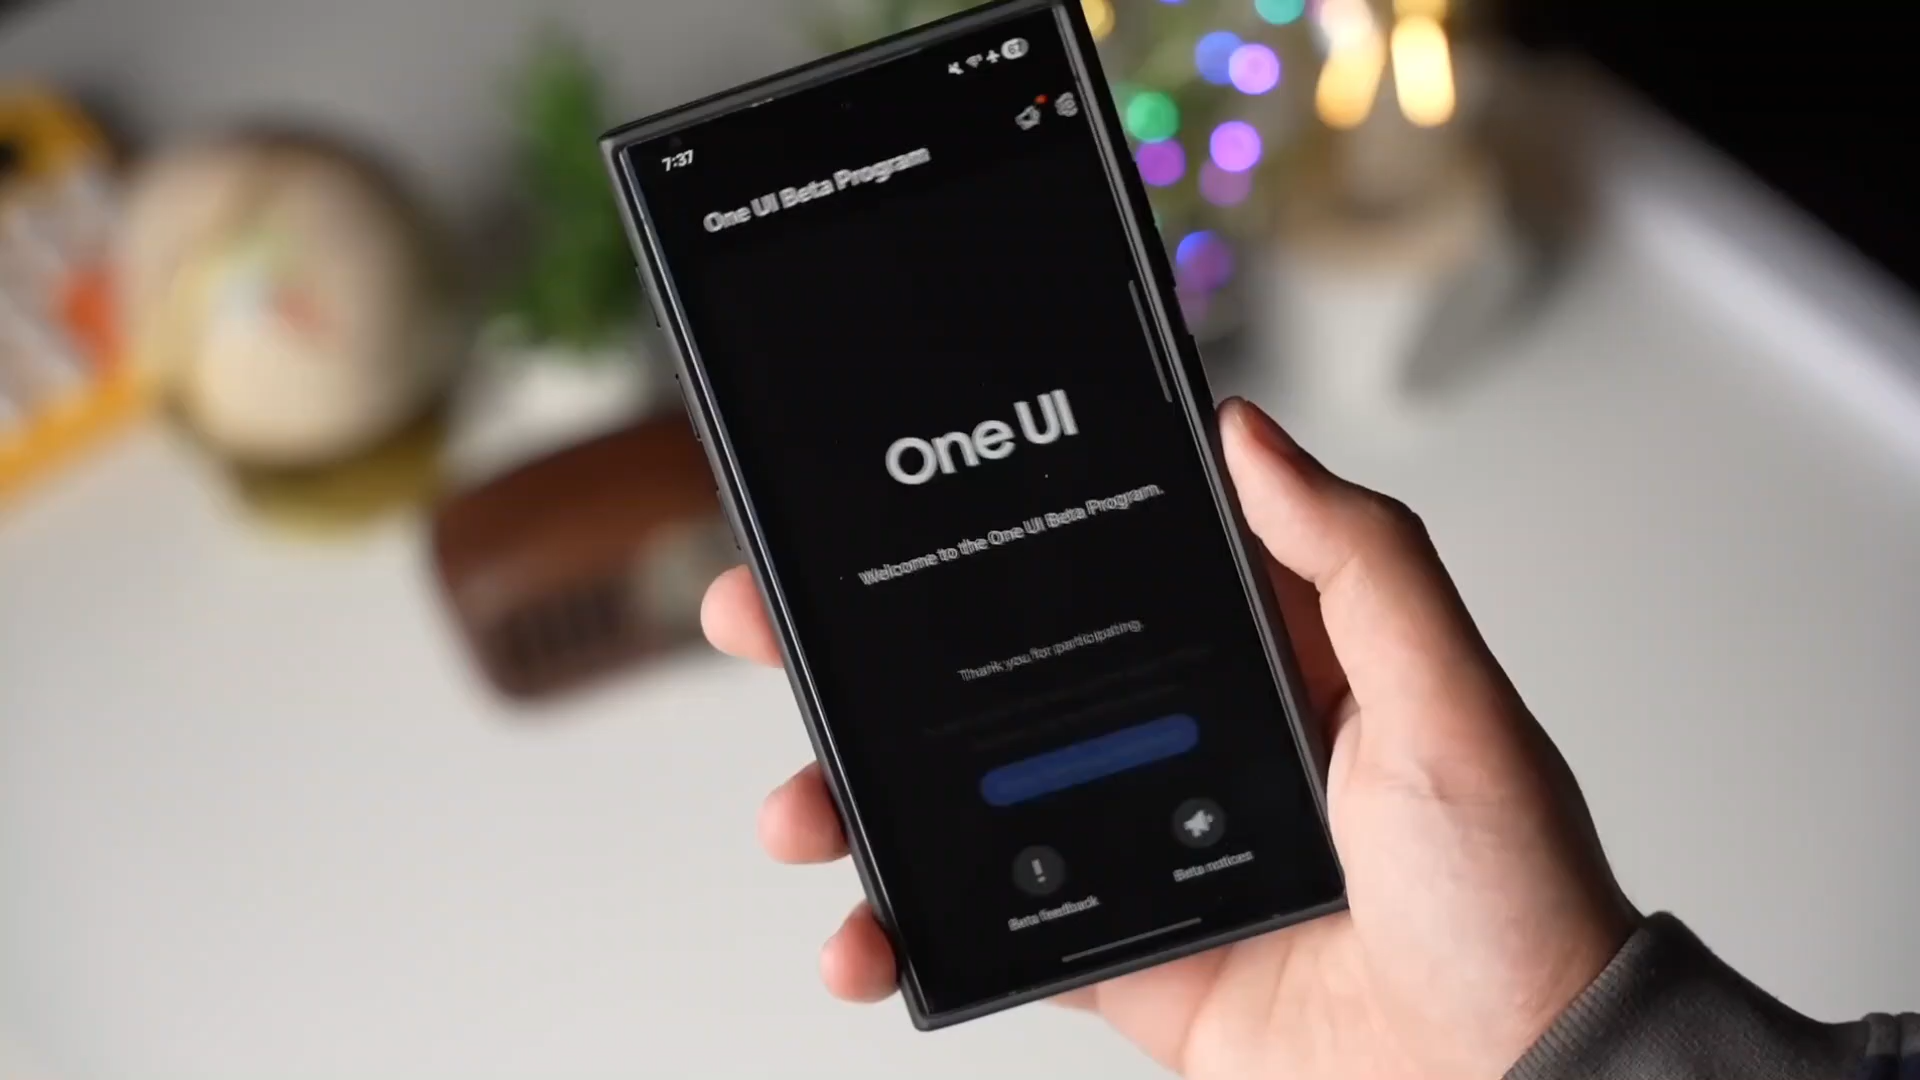 7:37
67
One UI Beta Program
One UI
Welcome to the One UI Beta Program.
Thank you for participating.
Beta feedback
Beta notices